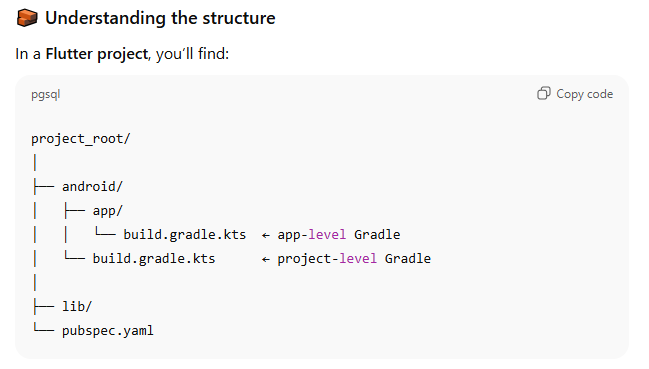 🧱 Understanding the structure
In a Flutter project, you'll find:
pgsql
Copy code
project_root/
│
├── android/
│   ├── app/
│   │   └── build.gradle.kts  ← app-level Gradle
│   └── build.gradle.kts      ← project-level Gradle
│
├── lib/
└── pubspec.yaml